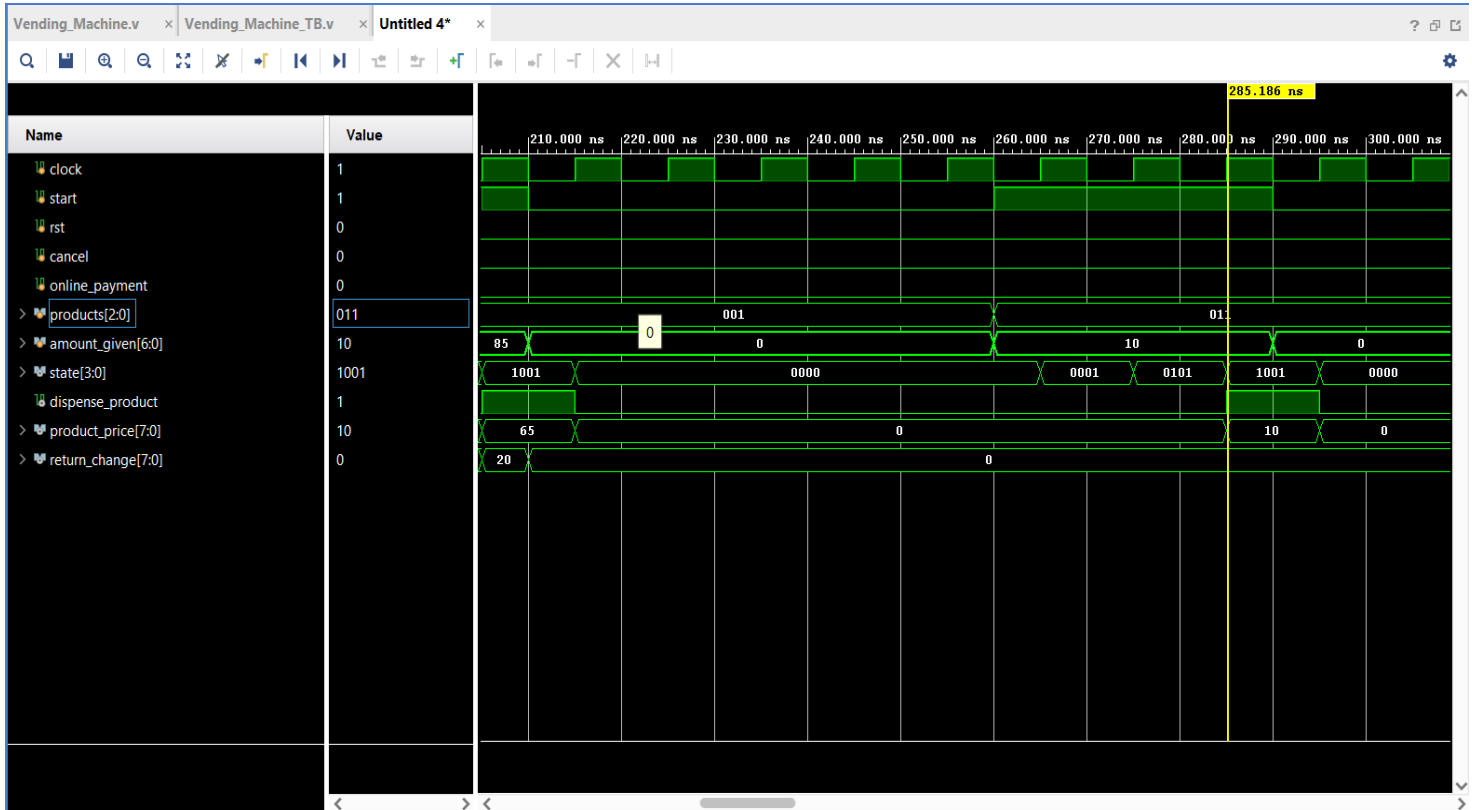 Vending_Machine.v × Vending_Machine_TB.v × Untitled 4* × ?
285.186 ns
Name Value 210.000 ns 220.000 ns 230.000 ns 240.000 ns 250.000 ns 260.000 ns 270.000 ns 280.000 ns 290.000 ns 300.000 ns
clock 1
start 1
rst 0
cancel 0
online_payment 0
products[2:0] 011 001 011
0
amount_given[6:0] 10 85 0 10 0
state[3:0] 1001 1001 0000 0001 0101 1001 0000
dispense_product 1
product_price[7:0] 10 65 0 10 0
return_change[7:0] 0 20 0